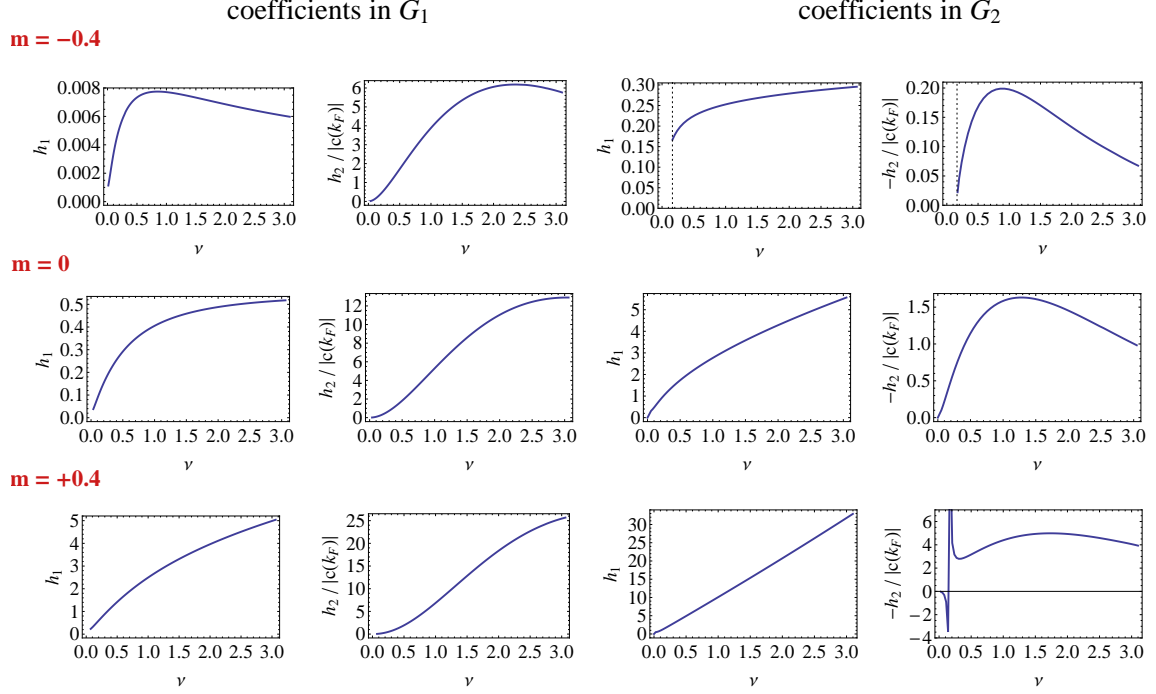 coefficients in G₁
coefficients in G₂
m = −0.4
0.008
0.006
0.004
0.002
0.000
h₁
0.0 0.5 1.0 1.5 2.0 2.5 3.0
ν
6
5
4
3
2
1
0
h₂ / |c(k_F)|
0.0 0.5 1.0 1.5 2.0 2.5 3.0
ν
0.30
0.25
0.20
0.15
0.10
0.05
0.00
h₁
0.0 0.5 1.0 1.5 2.0 2.5 3.0
ν
0.20
0.15
0.10
0.05
0.00
−h₂ / |c(k_F)|
0.0 0.5 1.0 1.5 2.0 2.5 3.0
ν
m = 0
0.5
0.4
0.3
0.2
0.1
0.0
h₁
0.0 0.5 1.0 1.5 2.0 2.5 3.0
ν
12
10
8
6
4
2
0
h₂ / |c(k_F)|
0.0 0.5 1.0 1.5 2.0 2.5 3.0
ν
5
4
3
2
1
0
h₁
0.0 0.5 1.0 1.5 2.0 2.5 3.0
ν
1.5
1.0
0.5
0.0
−h₂ / |c(k_F)|
0.0 0.5 1.0 1.5 2.0 2.5 3.0
ν
m = +0.4
5
4
3
2
1
0
h₁
0.0 0.5 1.0 1.5 2.0 2.5 3.0
ν
25
20
15
10
5
0
h₂ / |c(k_F)|
0.0 0.5 1.0 1.5 2.0 2.5 3.0
ν
30
25
20
15
10
5
0
h₁
0.0 0.5 1.0 1.5 2.0 2.5 3.0
ν
6
4
2
0
−2
−4
−h₂ / |c(k_F)|
0.0 0.5 1.0 1.5 2.0 2.5 3.0
ν